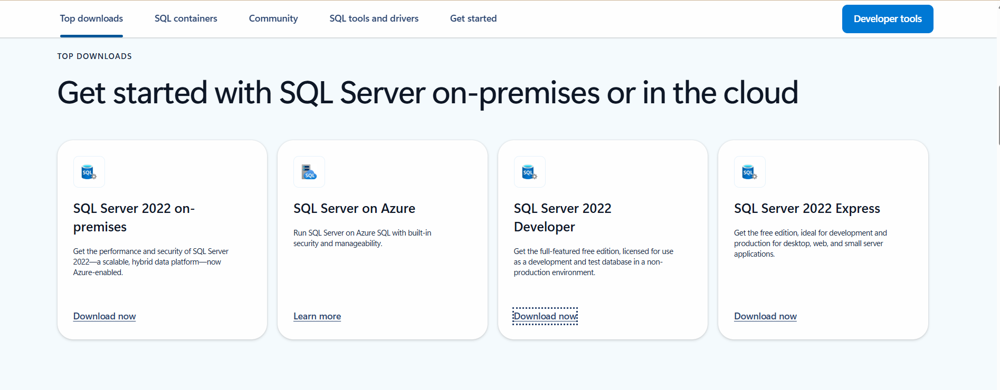 Top downloads
SQL containers
Community
SQL tools and drivers
Get started
Developer tools
TOP DOWNLOADS
Get started with SQL Server on-premises or in the cloud
SQL
SQL Server 2022 on-
premises
Get the performance and security of SQL Server
2022—a scalable, hybrid data platform—now
Azure-enabled.
Download now
SQL
SQL Server on Azure
Run SQL Server on Azure SQL with built-in
security and manageability.
Learn more
SQL
SQL Server 2022
Developer
Get the full-featured free edition, licensed for use
as a development and test database in a non-
production environment.
Download now
SQL
SQL Server 2022 Express
Get the free edition, ideal for development and
production for desktop, web, and small server
applications.
Download now